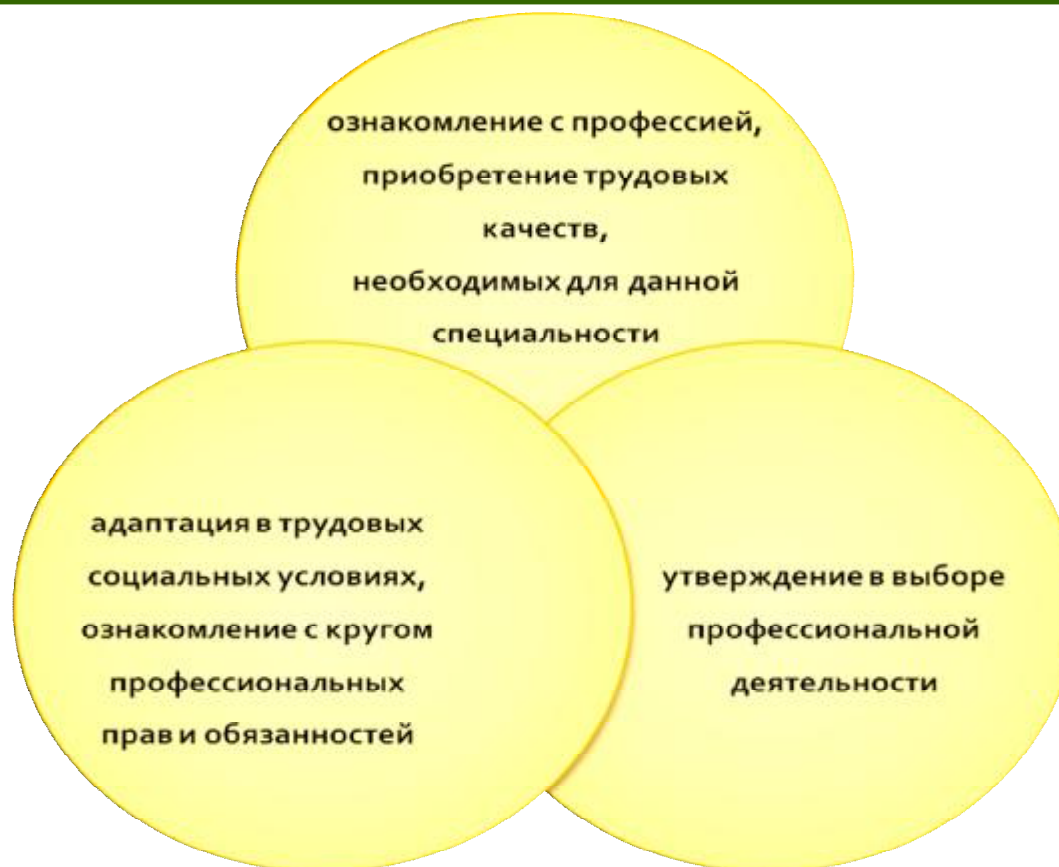 ознакомление с профессией,
приобретение трудовых
качеств,
необходимых для данной
специальности
адаптация в трудовых
социальных условиях,
ознакомление с кругом
профессиональных
прав и обязанностей
утверждение в выборе
профессиональной
деятельности